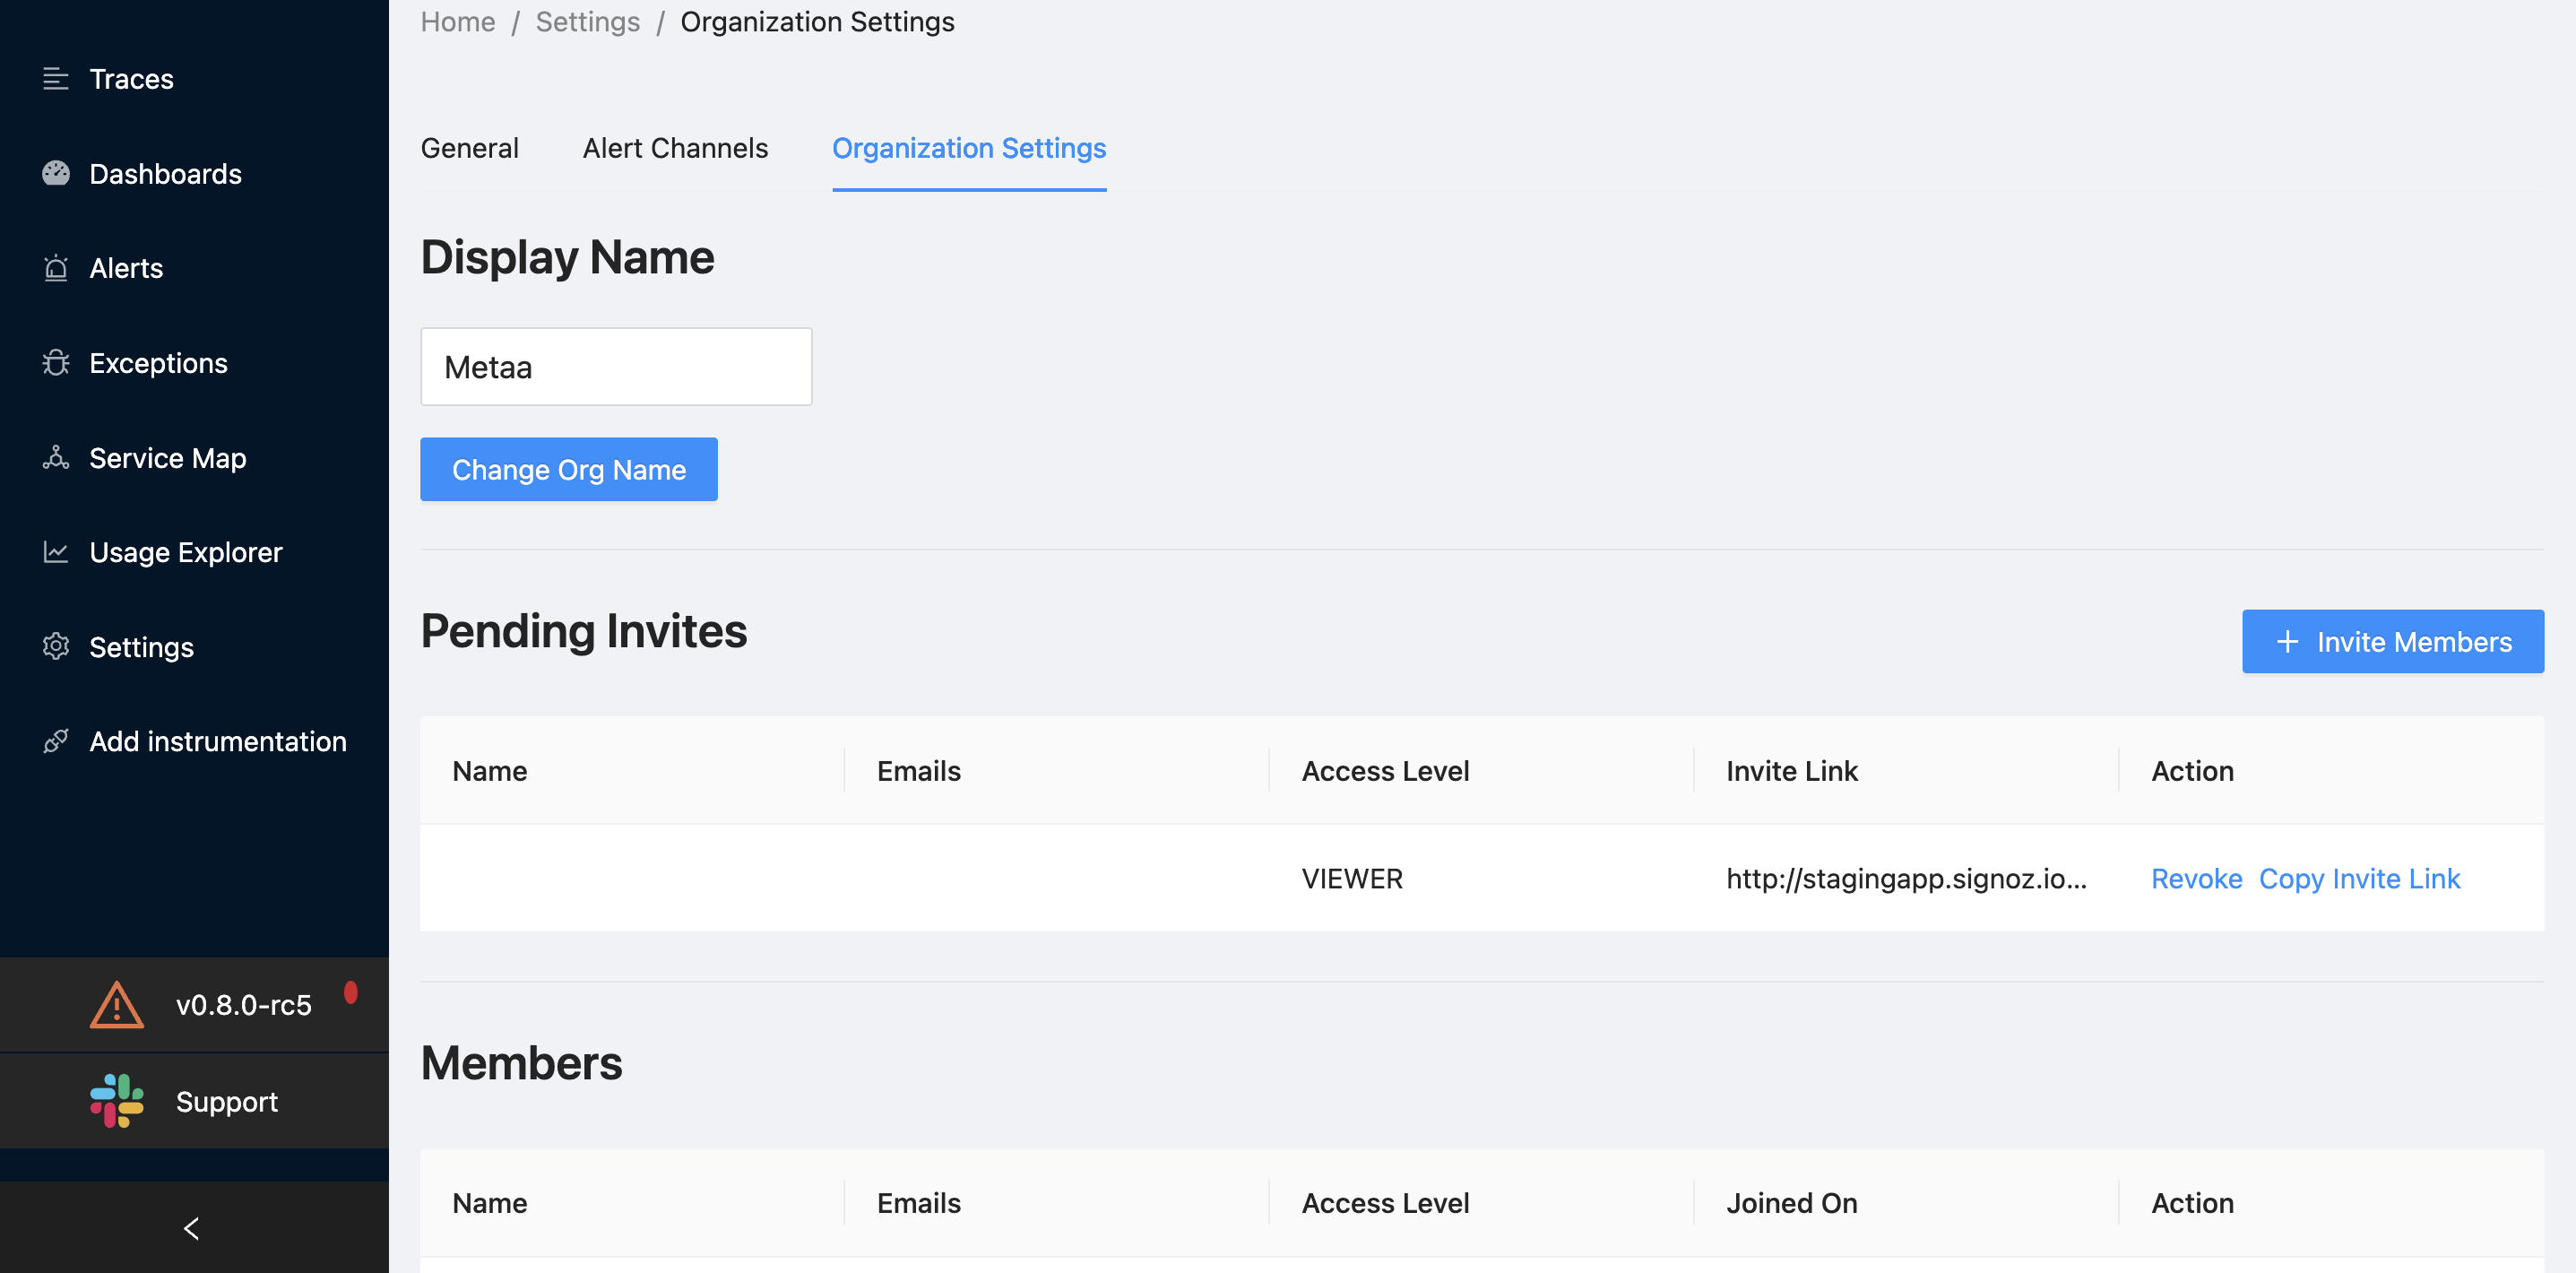 Traces
Dashboards
Alerts
Exceptions
Service Map
Usage Explorer
Settings
Add instrumentation
v0.8.0-rc5
Support
Home / Settings / Organization Settings
General Alert Channels Organization Settings
Display Name
Metaa
Change Org Name
Pending Invites
+ Invite Members
Name Emails Access Level Invite Link Action
VIEWER http://stagingapp.signoz.io... Revoke Copy Invite Link
Members
Name Emails Access Level Joined On Action